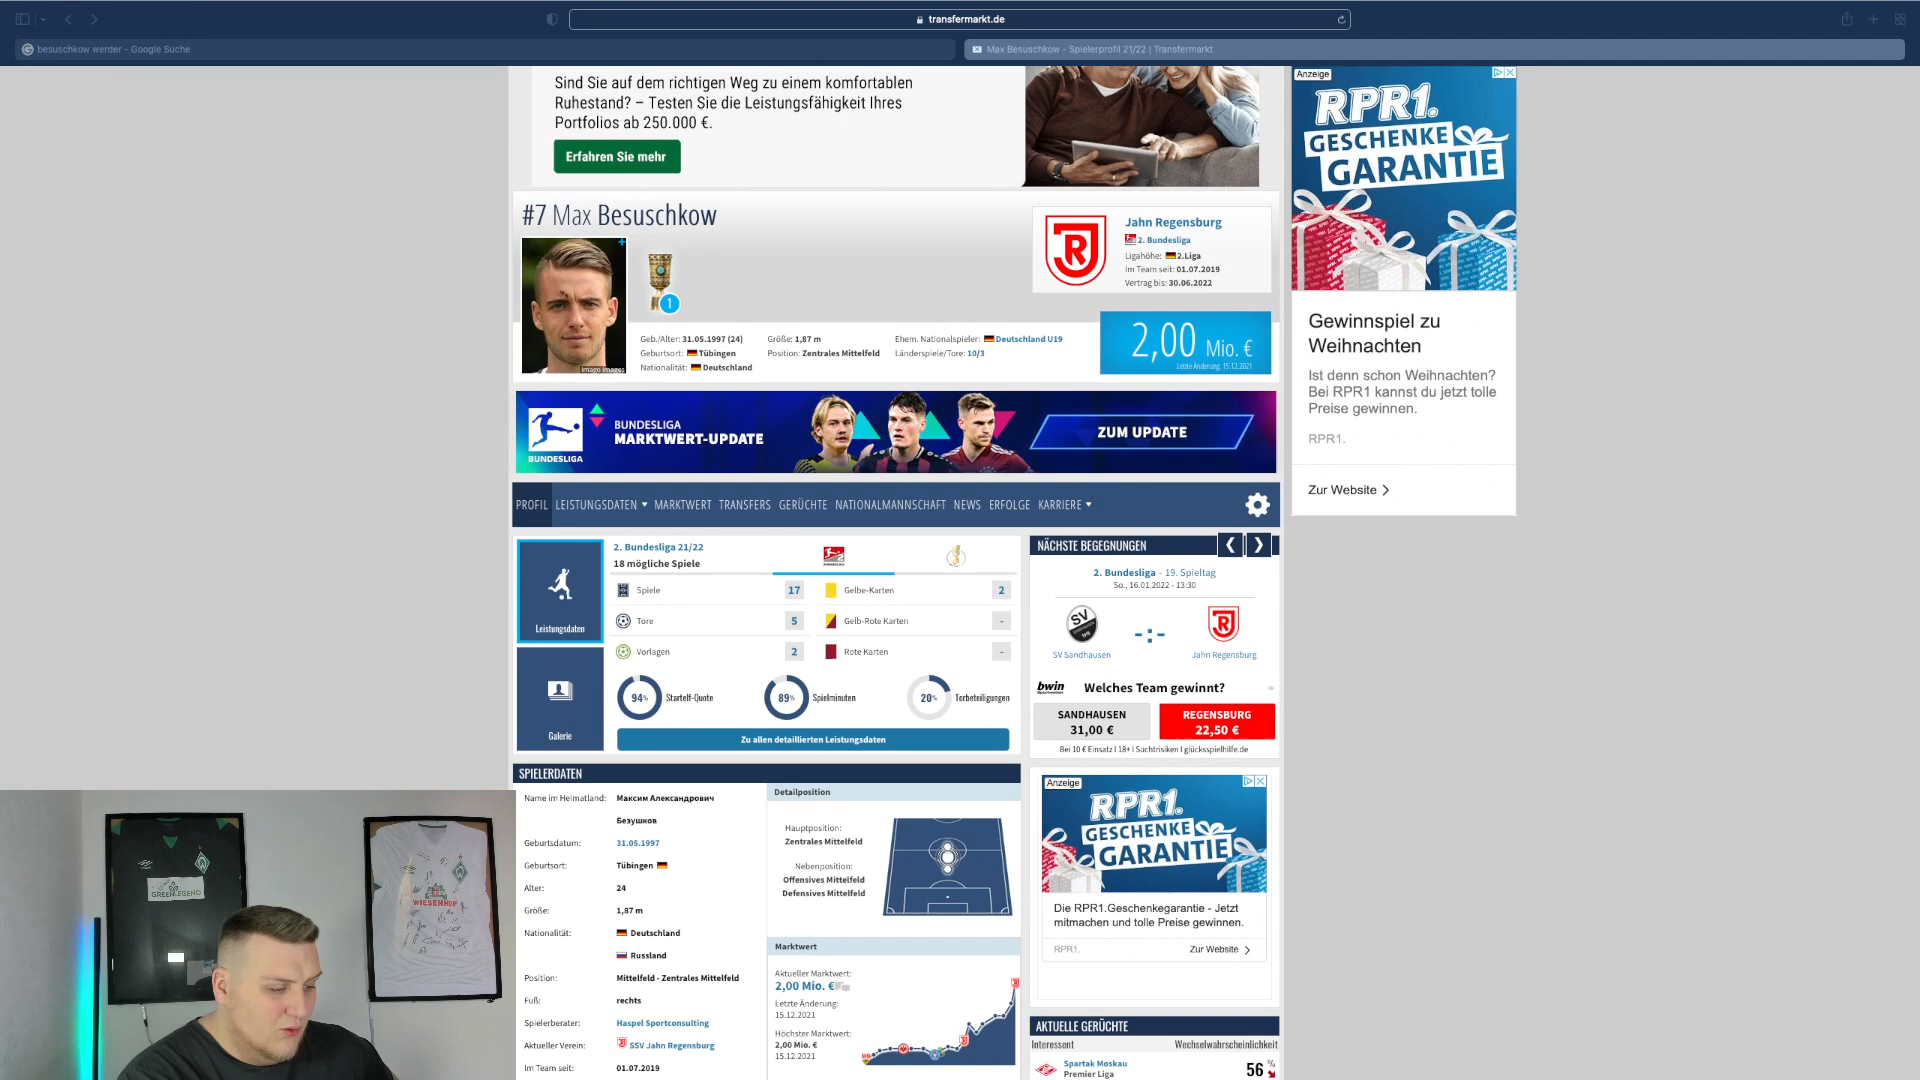 transfermarkt.de
besuschkow werder - Google Suche
Max Besuschkow - Spielerprofil 21/22 | Transfermarkt
Sind Sie auf dem richtigen Weg zu einem komfortablen
Ruhestand? – Testen Sie die Leistungsfähigkeit Ihres
Portfolios ab 250.000 €.
Erfahren Sie mehr
Anzeige
RPR1.
GESCHENKE
GARANTIE
Gewinnspiel zu
Weihnachten
Ist denn schon Weihnachten?
Bei RPR1 kannst du jetzt tolle
Preise gewinnen.
RPR1.
Zur Website
#7 Max Besuschkow
1
imago images
Jahn Regensburg
2. Bundesliga
Ligahöhe: 2.Liga
Im Team seit: 01.07.2019
Vertrag bis: 30.06.2022
Geb./Alter: 31.05.1997 (24)
Geburtsort: Tübingen
Nationalität: Deutschland
Größe: 1,87 m
Position: Zentrales Mittelfeld
Ehem. Nationalspieler: Deutschland U19
Länderspiele/Tore: 10/3
2,00 Mio. €
Letzte Änderung: 15.12.2021
BUNDESLIGA
BUNDESLIGA
MARKTWERT-UPDATE
ZUM UPDATE
PROFIL LEISTUNGSDATEN MARKTWERT TRANSFERS GERÜCHTE NATIONALMANNSCHAFT NEWS ERFOLGE KARRIERE
Leistungsdaten
Galerie
2. Bundesliga 21/22
18 mögliche Spiele
Spiele 17 Gelbe-Karten 2
Tore 5 Gelb-Rote Karten -
Vorlagen 2 Rote Karten -
94% Startelf-Quote 89% Spielminuten 20% Torbeteiligungen
Zu allen detaillierten Leistungsdaten
NÄCHSTE BEGEGNUNGEN
2. Bundesliga - 19. Spieltag
So., 16.01.2022 - 13:30
SV
-:-
SV Sandhausen Jahn Regensburg
bwin Welches Team gewinnt?
SANDHAUSEN
31,00 €
REGENSBURG
22,50 €
Bei 10 € Einsatz I 18+ I Suchtrisiken I glücksspielhilfe.de
SPIELERDATEN
Name im Heimatland: Максим Александрович
Безушков
Geburtsdatum: 31.05.1997
Geburtsort: Tübingen
Alter: 24
Größe: 1,87 m
Nationalität: Deutschland
Russland
Position: Mittelfeld - Zentrales Mittelfeld
Fuß: rechts
Spielerberater: Haspel Sportconsulting
Aktueller Verein: SSV Jahn Regensburg
Im Team seit: 01.07.2019
Detailposition
Hauptposition:
Zentrales Mittelfeld
Nebenposition:
Offensives Mittelfeld
Defensives Mittelfeld
Marktwert
Aktueller Marktwert:
2,00 Mio. €
Letzte Änderung:
15.12.2021
Höchster Marktwert:
2,00 Mio. €
15.12.2021
Anzeige
RPR1.
GESCHENKE
GARANTIE
Die RPR1.Geschenkegarantie - Jetzt
mitmachen und tolle Preise gewinnen.
RPR1. Zur Website
AKTUELLE GERÜCHTE
Interessent Wechselwahrscheinlichkeit
Spartak Moskau
Premier Liga
56 %
GREENLEGEND
WIESENHOF